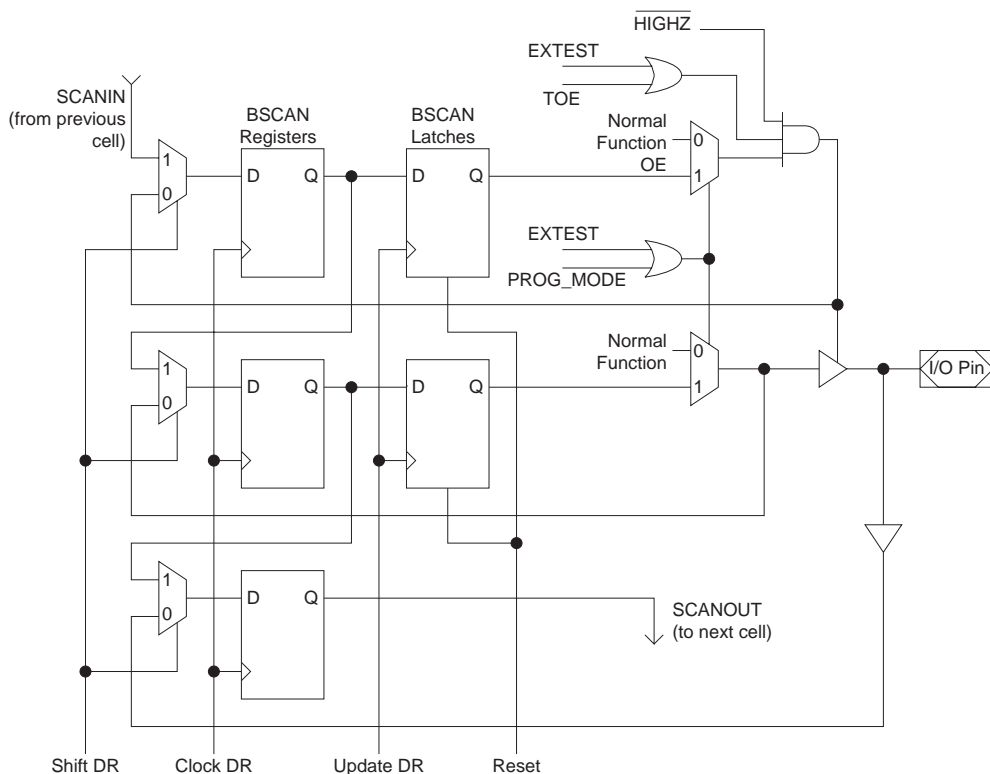 HIGHZ
EXTEST
TOE
SCANIN
(from previous
cell)
BSCAN
Registers
BSCAN
Latches
Normal
Function
OE
0
1
1
0
D Q
D Q
EXTEST
PROG_MODE
Normal
Function
0
1
1
0
D Q
D Q
I/O Pin
1
0
D Q
SCANOUT
(to next cell)
Shift DR
Clock DR
Update DR
Reset